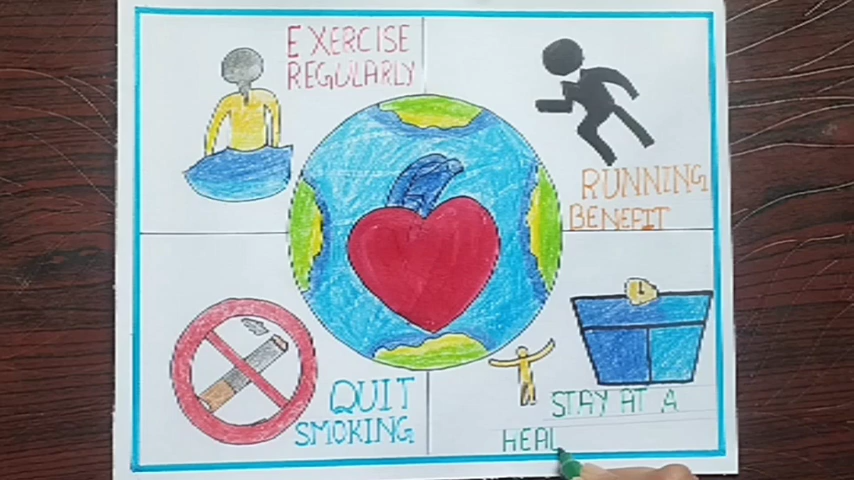 EXERCISE
REGULARLY
RUNNING
BENEFIT
QUIT
SMOKING
STAY AT A
HEAL